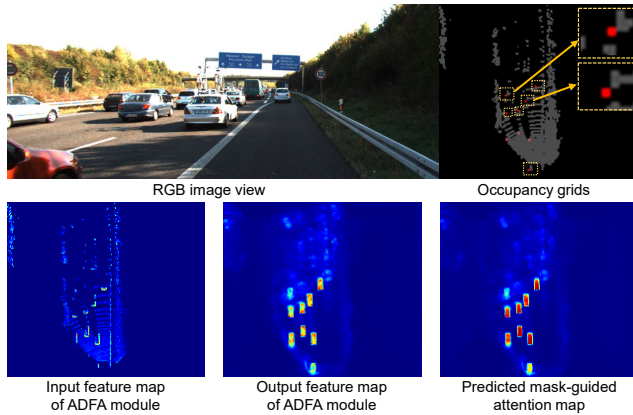 RGB image view
Occupancy grids
Input feature map
of ADFA module
Output feature map
of ADFA module
Predicted mask-guided
attention map